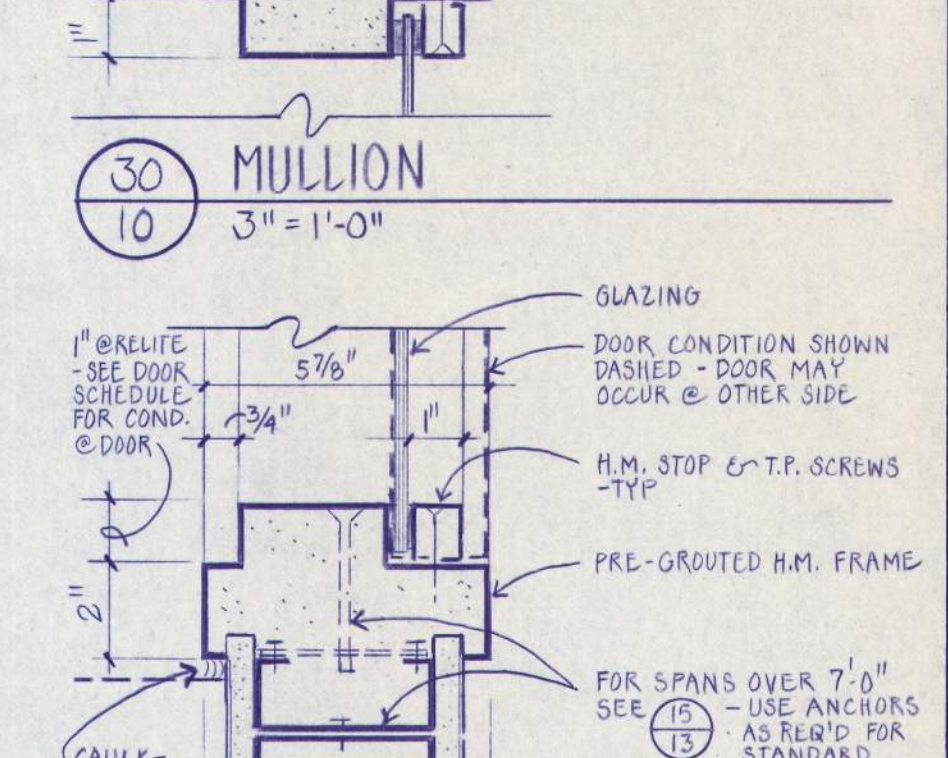 1"
30
10
MULLION
3" = 1'-0"
GLAZING
1" @ RELITE
- SEE DOOR
SCHEDULE
FOR COND.
@ DOOR
5 7/8"
3/4"
1"
DOOR CONDITION SHOWN
DASHED - DOOR MAY
OCCUR @ OTHER SIDE
H.M. STOP & T.P. SCREWS
-TYP
PRE-GROUTED H.M. FRAME
2"
FOR SPANS OVER 7'-0"
SEE 15
13
- USE ANCHORS
AS REQ'D FOR
STANDARD
CAULK-